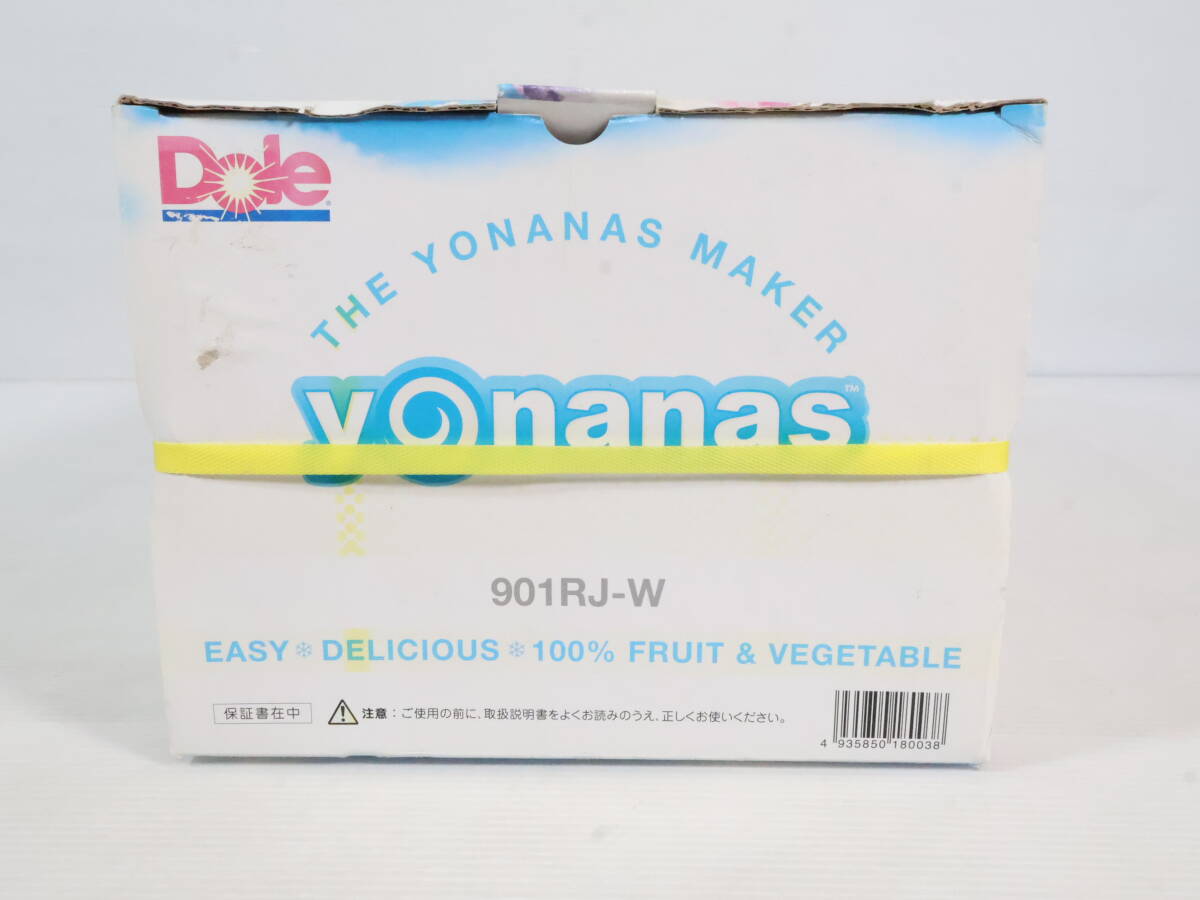 Dole®
THE YONANAS MAKER
yonanas™
901RJ-W
EASY ❄ DELICIOUS ❄ 100% FRUIT & VEGETABLE
保証書在中 注意：ご使用の前に、取扱説明書をよくお読みのうえ、正しくお使いください。
4 935850 180038